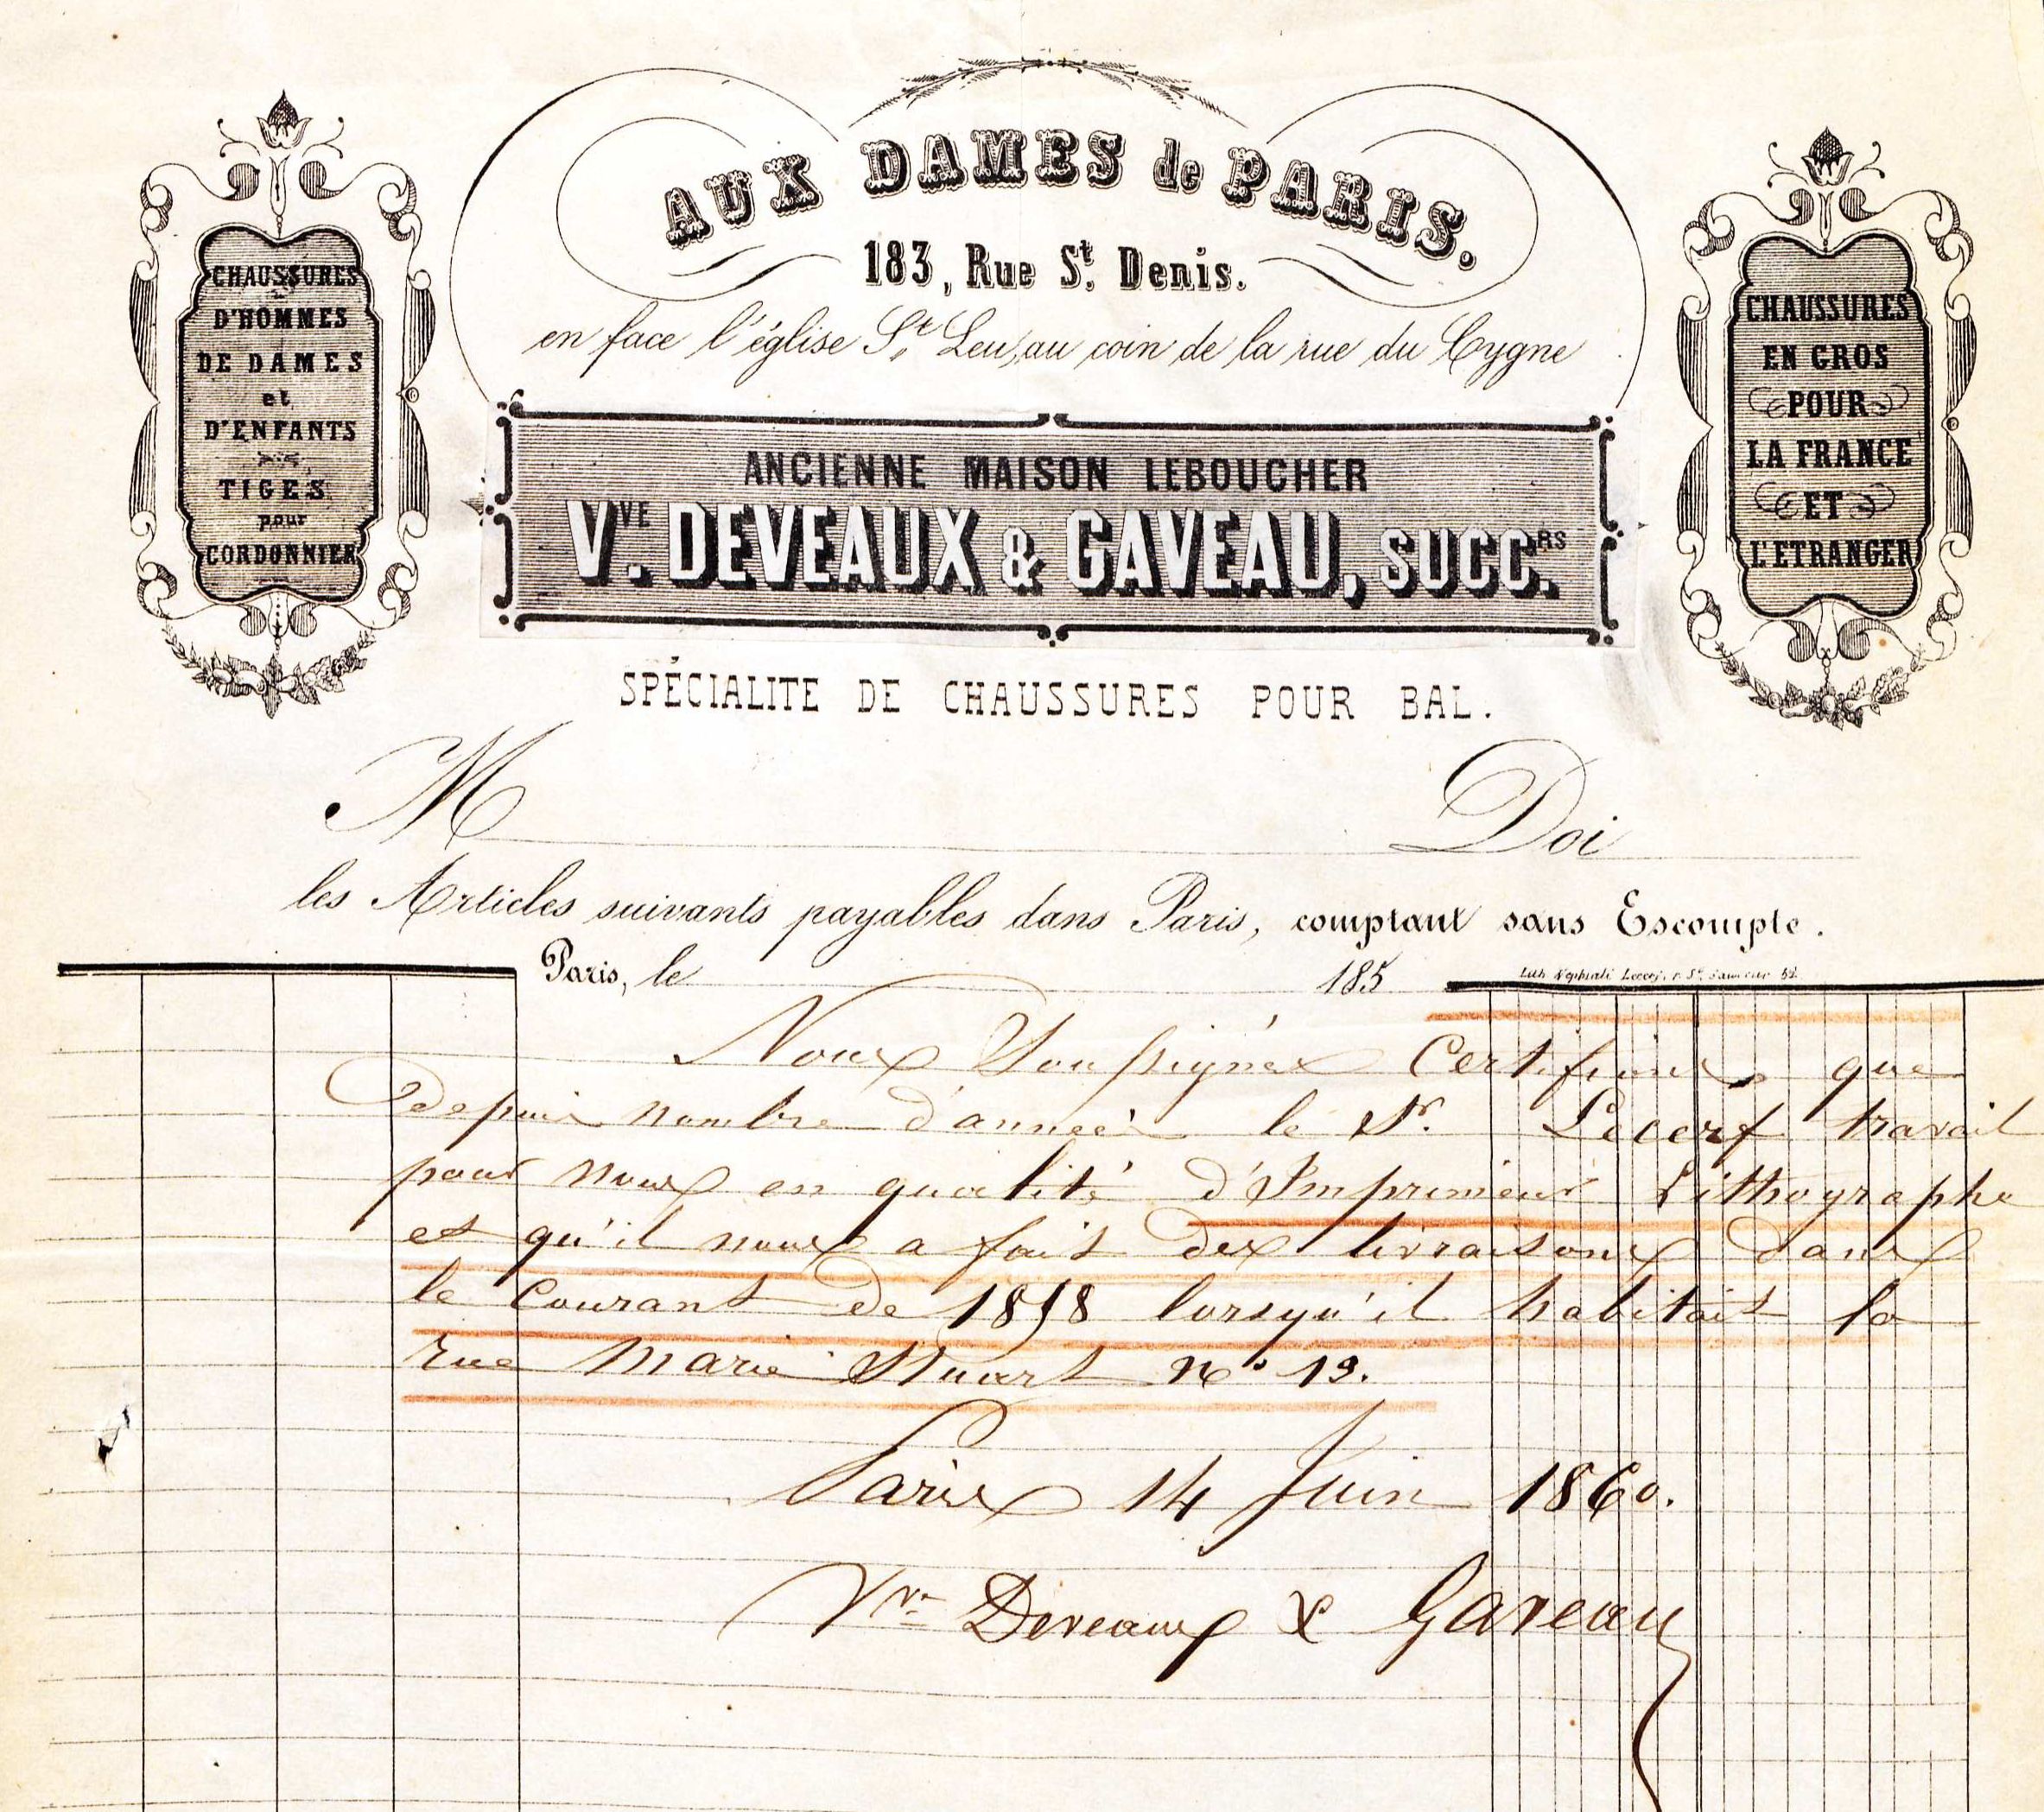 AUX DAMES de PARIS.
183, Rue St. Denis.
en face l'église St. Leu, au coin de la rue du Cygne
CHAUSSURES
D'HOMMES
DE DAMES
et
D'ENFANTS
TIGES
pour
CORDONNIER
ANCIENNE MAISON LEBOUCHER
VVE. DEVEAUX & GAVEAU, SUCCRS.
CHAUSSURES
EN GROS
POUR
LA FRANCE
ET
L'ETRANGER
SPÉCIALITE DE CHAUSSURES POUR BAL.
M Doi
les Articles suivants payables dans Paris, comptant sans Escompte.
Paris, le 185
Lith. Nephtali Lecerf, r. St. Sauveur
Nous Soussignés Certifions que
depuis nombre d'années le Sr. Lecerf travail
pour nous en qualité d'Imprimeur Lithographe
et qu'il nous a fait des livraisons dans
le Courant de 1858 lorsqu'il habitait la
rue Marie Stuart no 19.
Paris 14 Juin 1860.
Vve Deveaux & Gaveau